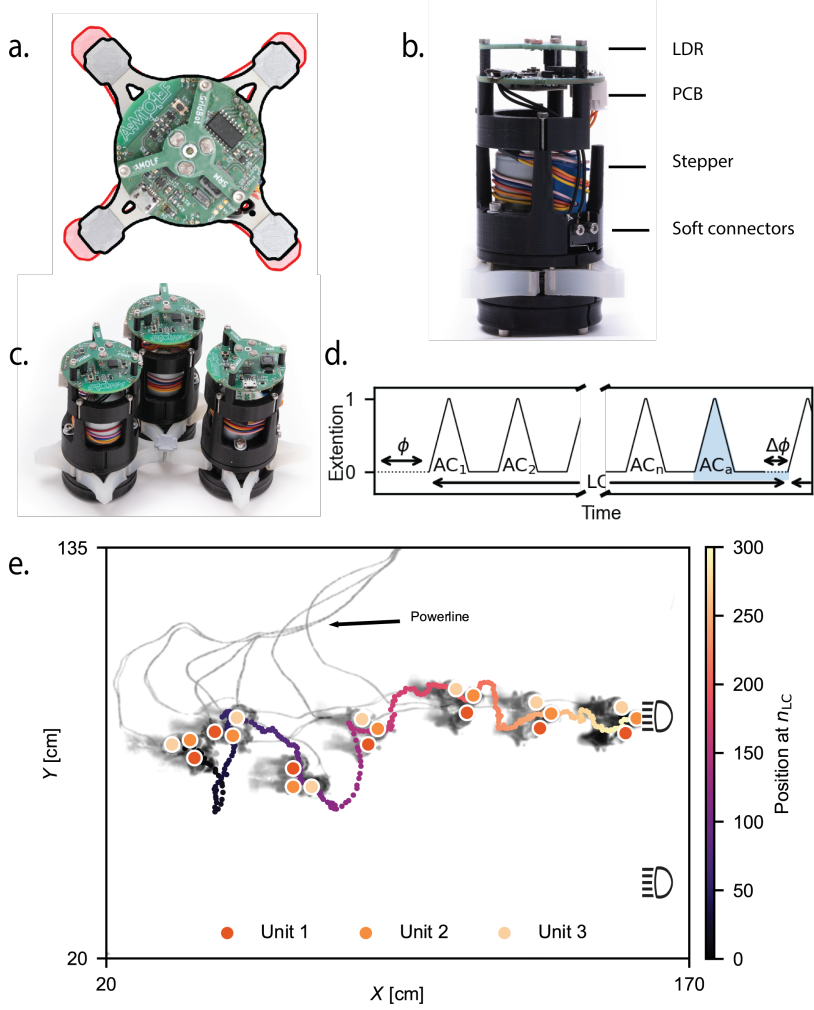 a.
b.
LDR
PCB
Stepper
Soft connectors
GridBot
AMOLF
SRM
AMOLF
c.
d.
Extention
1
0
ϕ
AC1
AC2
LC
ACn
ACa
Δϕ
Time
e.
135
20
Y [cm]
Powerline
Unit 1
Unit 2
Unit 3
20
170
X [cm]
300
250
200
150
100
50
0
Position at nLC